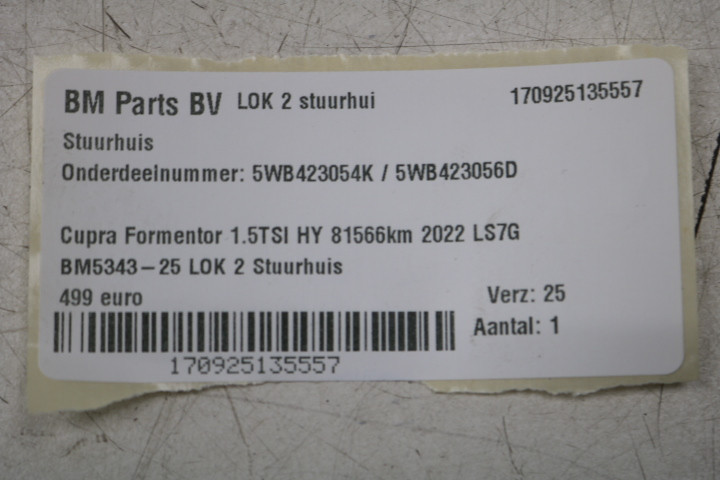 BM Parts BV LOK 2 stuurhui 170925135557
Stuurhuis
Onderdeelnummer: 5WB423054K / 5WB423056D
Cupra Formentor 1.5TSI HY 81566km 2022 LS7G
BM5343-25 LOK 2 Stuurhuis
499 euro Verz: 25
Aantal: 1
170925135557